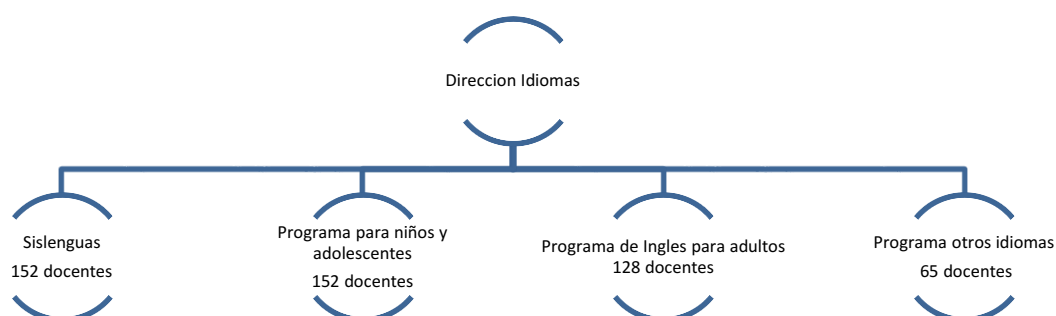 Direccion Idiomas
Sislenguas
152 docentes
Programa para niños y
adolescentes
152 docentes
Programa de Ingles para adultos
128 docentes
Programa otros idiomas
65 docentes